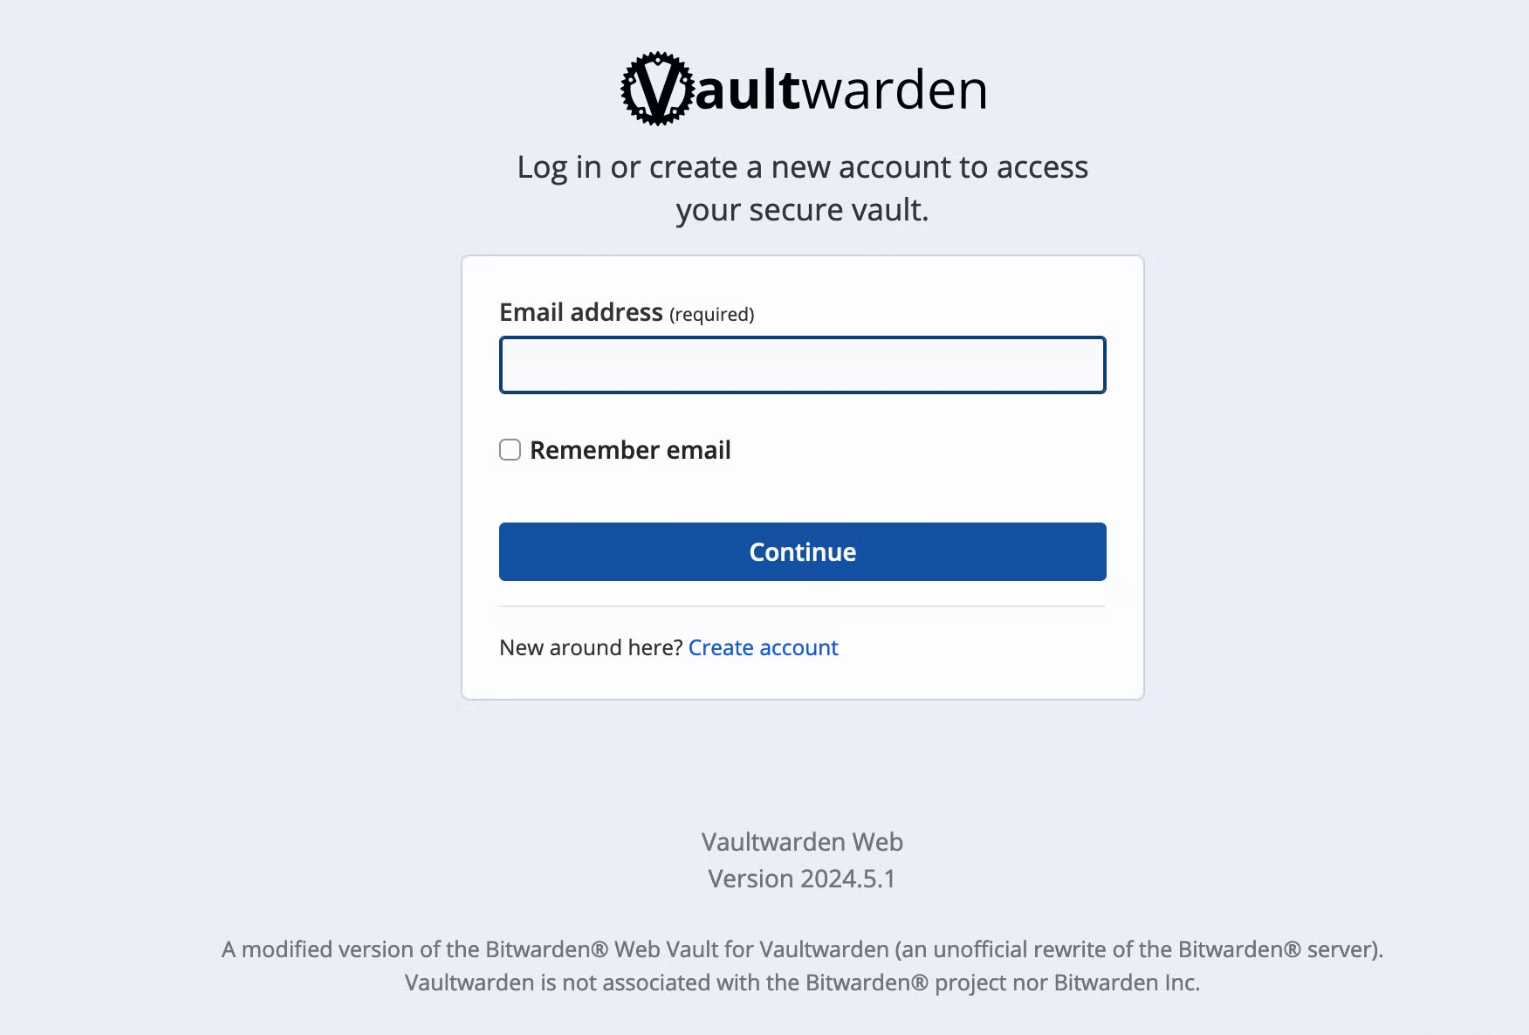 Vaultwarden
Log in or create a new account to access
your secure vault.
Email address (required)
Remember email
Continue
New around here? Create account
Vaultwarden Web
Version 2024.5.1
A modified version of the Bitwarden® Web Vault for Vaultwarden (an unofficial rewrite of the Bitwarden® server).
Vaultwarden is not associated with the Bitwarden® project nor Bitwarden Inc.